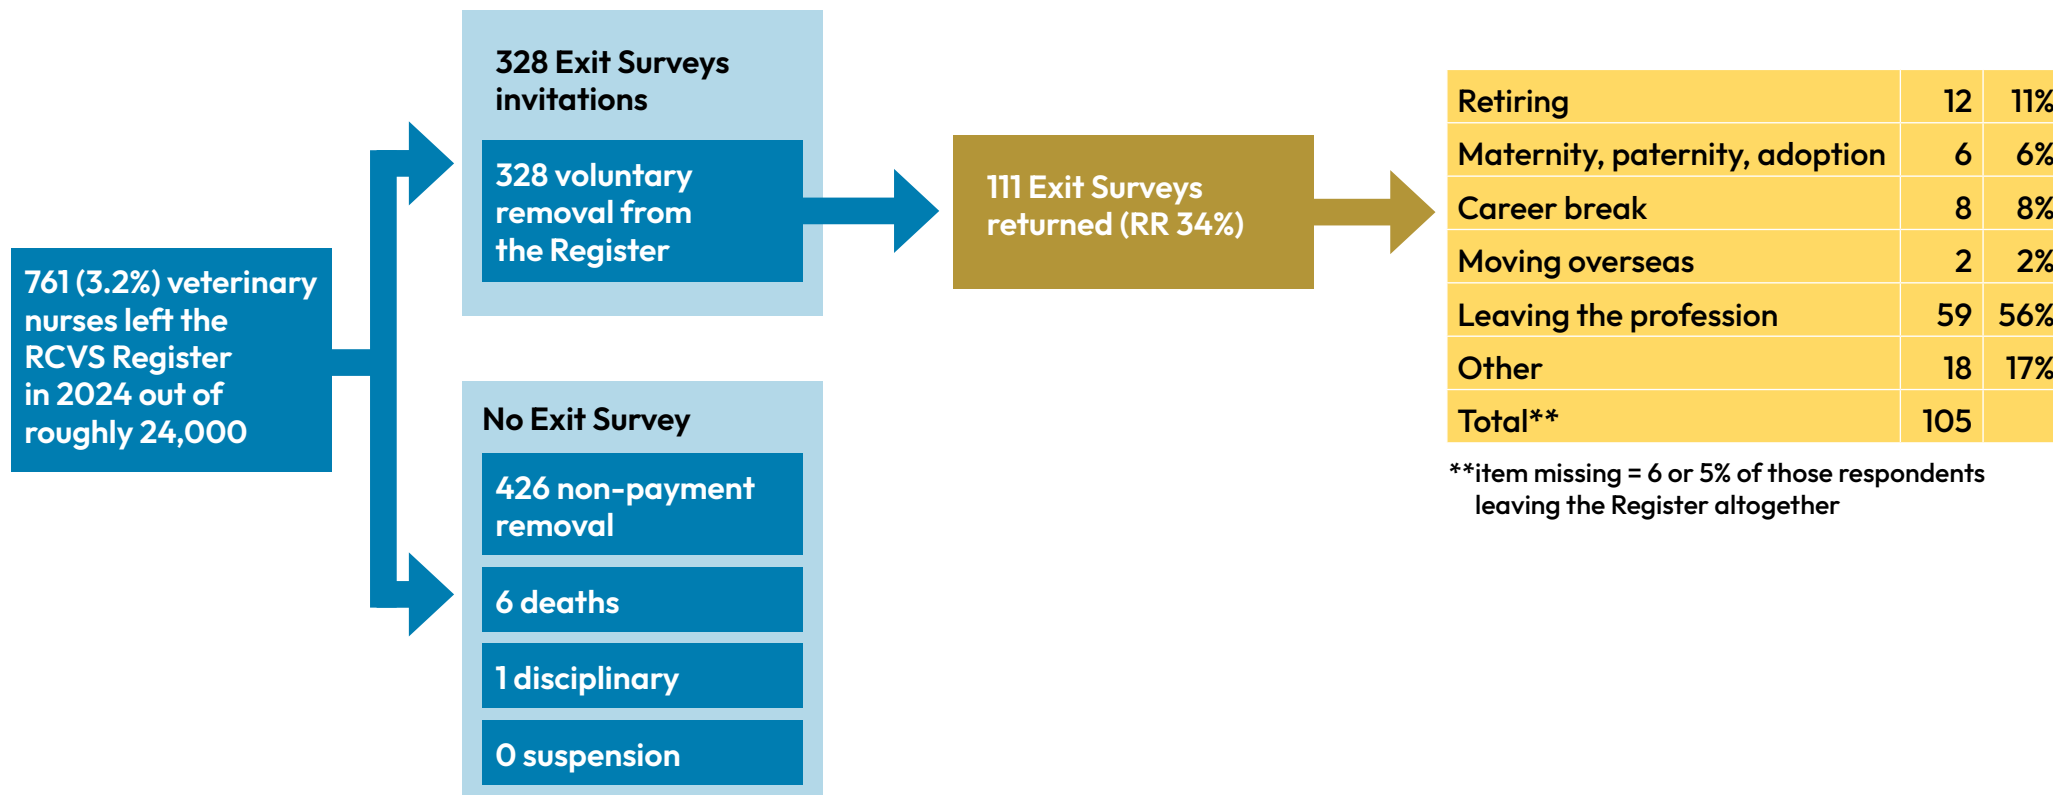 761 (3.2%) veterinary
nurses left the
RCVS Register
in 2024 out of
roughly 24,000
328 Exit Surveys
invitations
328 voluntary
removal from
the Register
No Exit Survey
426 non-payment
removal
6 deaths
1 disciplinary
0 suspension
111 Exit Surveys
returned (RR 34%)
Retiring 12 11%
Maternity, paternity, adoption 6 6%
Career break 8 8%
Moving overseas 2 2%
Leaving the profession 59 56%
Other 18 17%
Total** 105
**item missing = 6 or 5% of those respondents
leaving the Register altogether